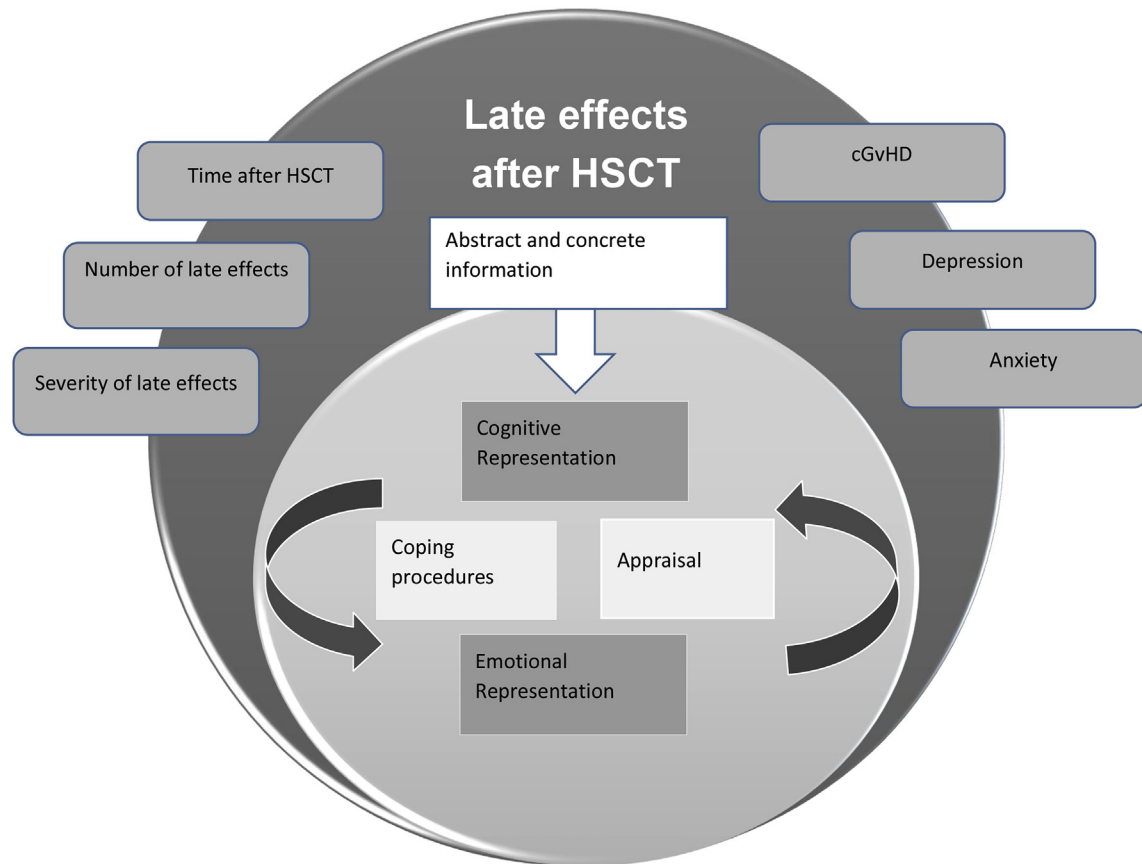 Late effects
after HSCT
Time after HSCT
Number of late effects
Severity of late effects
cGvHD
Depression
Anxiety
Abstract and concrete
information
Cognitive
Representation
Coping
procedures
Appraisal
Emotional
Representation